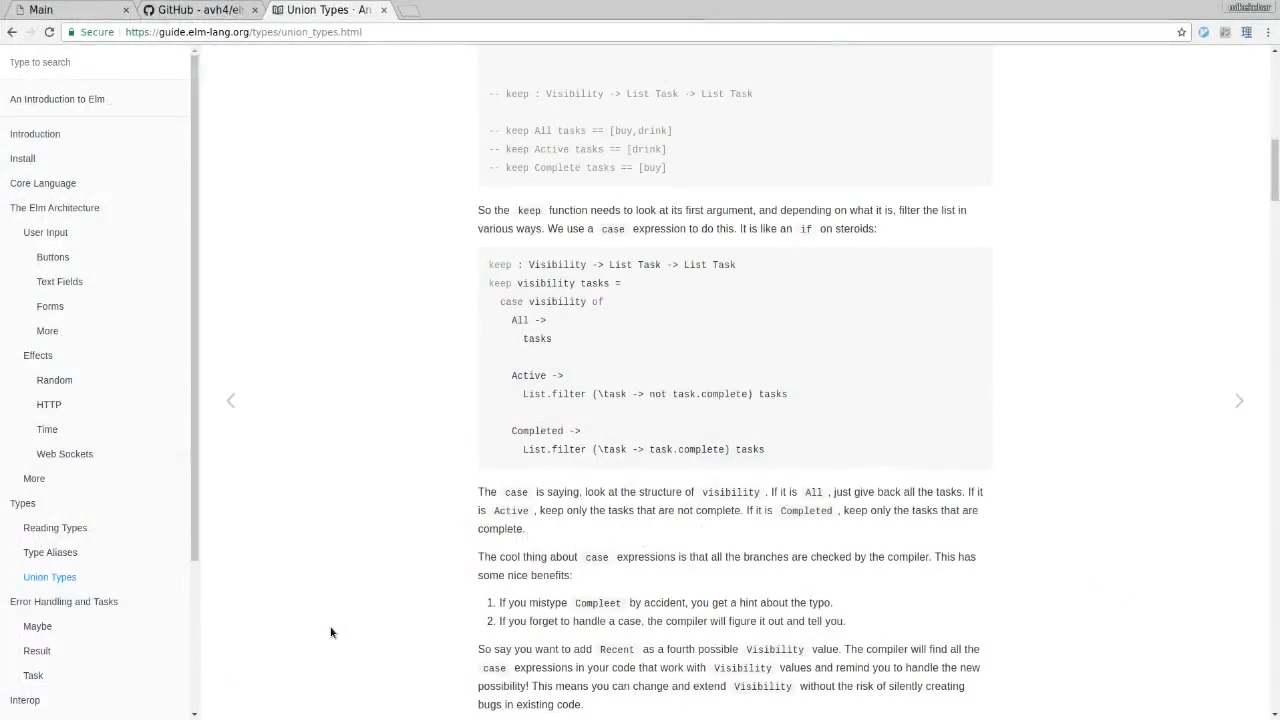 Main
GitHub - avh4/el
Union Types · An
Secure
https://guide.elm-lang.org/types/union_types.html
Type to search
An Introduction to Elm
Introduction
Install
Core Language
The Elm Architecture
User Input
Buttons
Text Fields
Forms
More
Effects
Random
HTTP
Time
Web Sockets
More
Types
Reading Types
Type Aliases
Union Types
Error Handling and Tasks
Maybe
Result
Task
Interop
-- keep : Visibility -> List Task -> List Task
-- keep All tasks == [buy,drink]
-- keep Active tasks == [drink]
-- keep Complete tasks == [buy]
So the keep function needs to look at its first argument, and depending on what it is, filter the list in
various ways. We use a case expression to do this. It is like an if on steroids:
keep : Visibility -> List Task -> List Task
keep visibility tasks =
case visibility of
All ->
tasks
Active ->
List.filter (\task -> not task.complete) tasks
Completed ->
List.filter (\task -> task.complete) tasks
The case is saying, look at the structure of visibility . If it is All , just give back all the tasks. If it
is Active , keep only the tasks that are not complete. If it is Completed , keep only the tasks that are
complete.
The cool thing about case expressions is that all the branches are checked by the compiler. This has
some nice benefits:
1. If you mistype Compleet by accident, you get a hint about the typo.
2. If you forget to handle a case, the compiler will figure it out and tell you.
So say you want to add Recent as a fourth possible Visibility value. The compiler will find all the
case expressions in your code that work with Visibility values and remind you to handle the new
possibility! This means you can change and extend Visibility without the risk of silently creating
bugs in existing code.